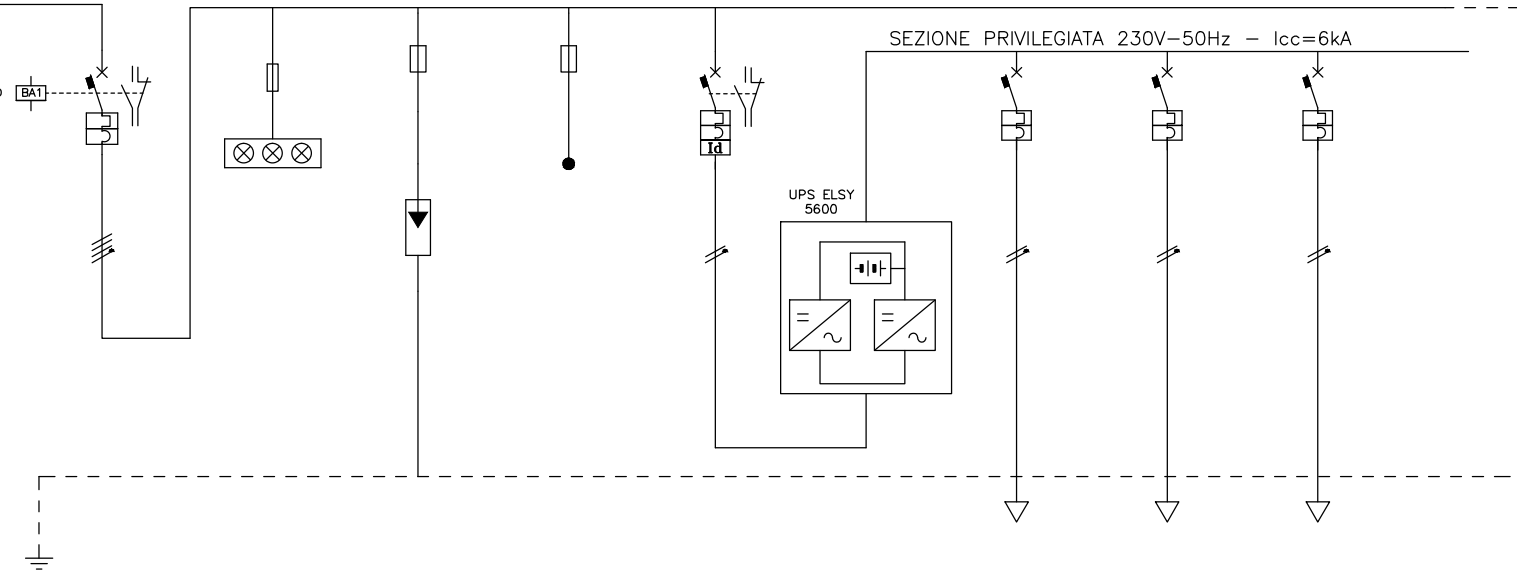 SEZIONE PRIVILEGIATA 230V-50Hz - Icc=6kA
BA1
Id
UPS ELSY
5600